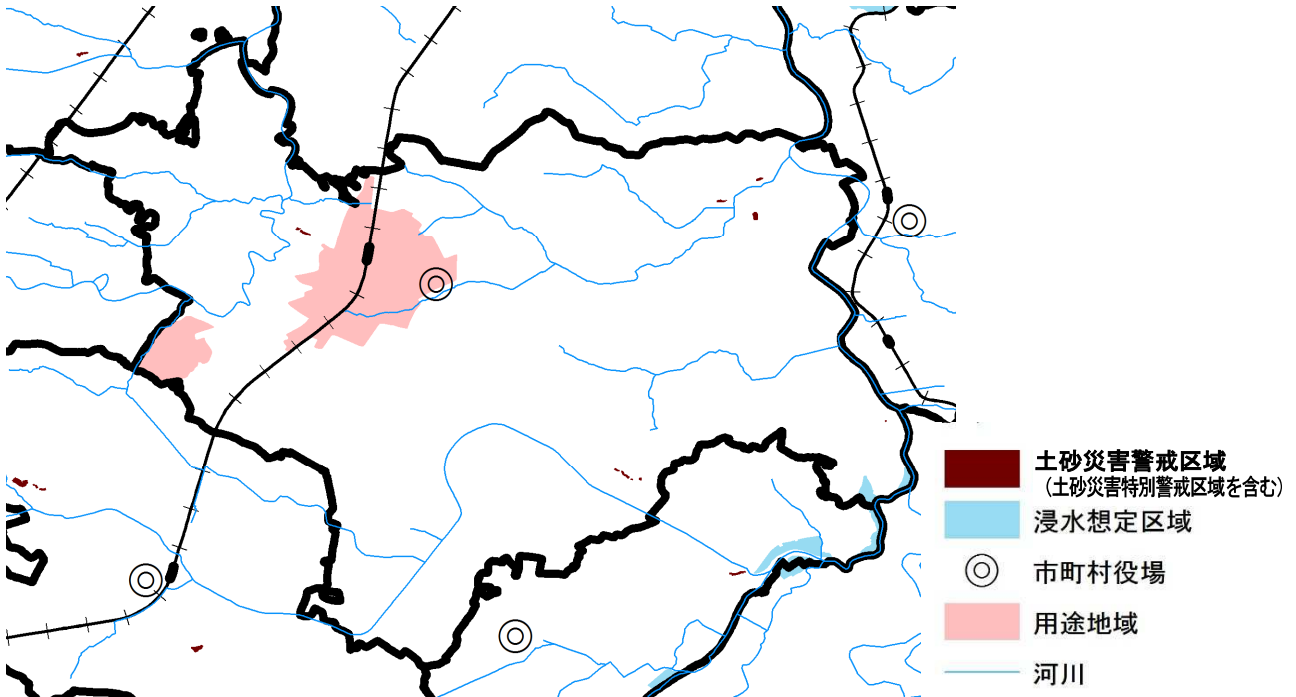 土砂災害警戒区域
（土砂災害特別警戒区域を含む）
浸水想定区域
市町村役場
用途地域
河川